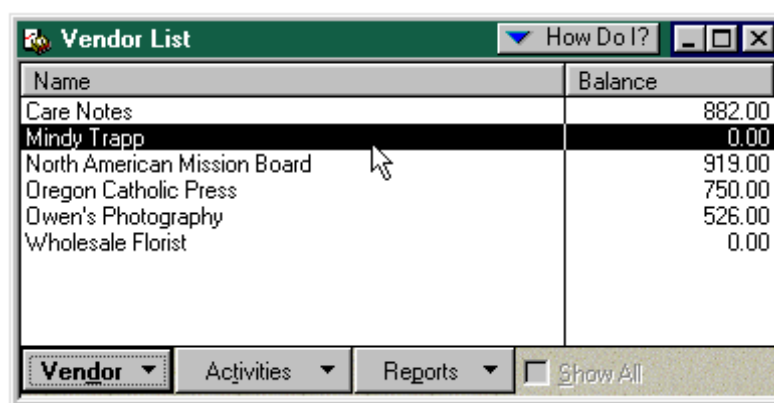 Vendor List How Do I?
Name Balance
Care Notes 882.00
Mindy Trapp 0.00
North American Mission Board 919.00
Oregon Catholic Press 750.00
Owen's Photography 526.00
Wholesale Florist 0.00
Vendor Activities Reports Show All